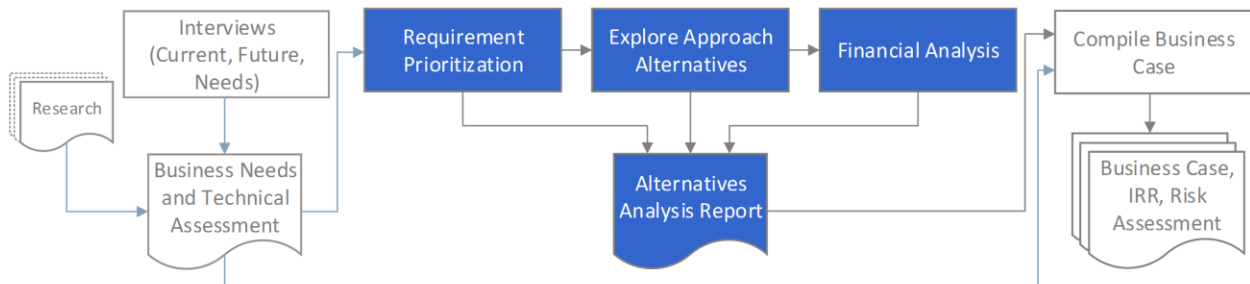 Interviews
(Current, Future,
Needs)
Research
Business Needs
and Technical
Assessment
Requirement
Prioritization
Explore Approach
Alternatives
Financial Analysis
Alternatives
Analysis Report
Compile Business
Case
Business Case,
IRR, Risk
Assessment